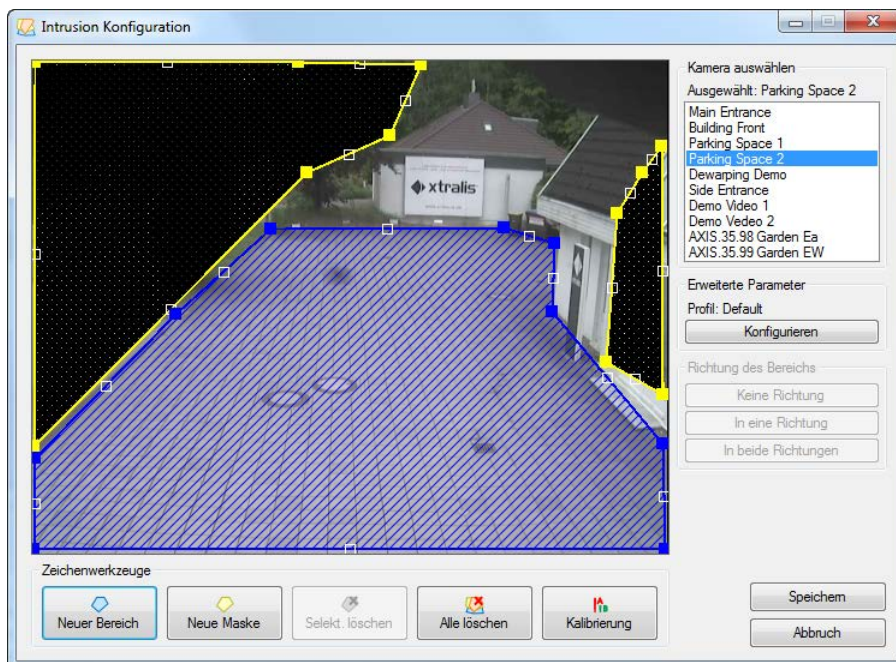 Intrusion Konfiguration
xtralis
Kamera auswählen
Ausgewählt: Parking Space 2
Main Entrance
Building Front
Parking Space 1
Parking Space 2
Dewarping Demo
Side Entrance
Demo Video 1
Demo Vedeo 2
AXIS.35.98 Garden Ea
AXIS.35.99 Garden EW
Erweiterte Parameter
Profil: Default
Konfigurieren
Richtung des Bereichs
Keine Richtung
In eine Richtung
In beide Richtungen
Zeichenwerkzeuge
Neuer Bereich
Neue Maske
Selekt. löschen
Alle löschen
Kalibrierung
Speichern
Abbruch